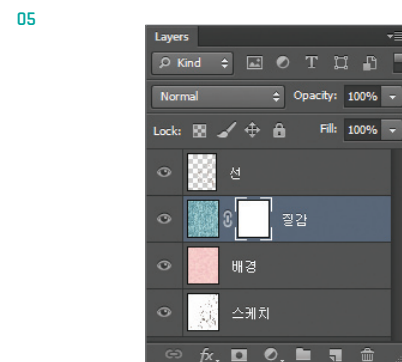 05
Layers
Kind
Normal Opacity: 100%
Lock: Fill: 100%
선
질감
배경
스케치
fx